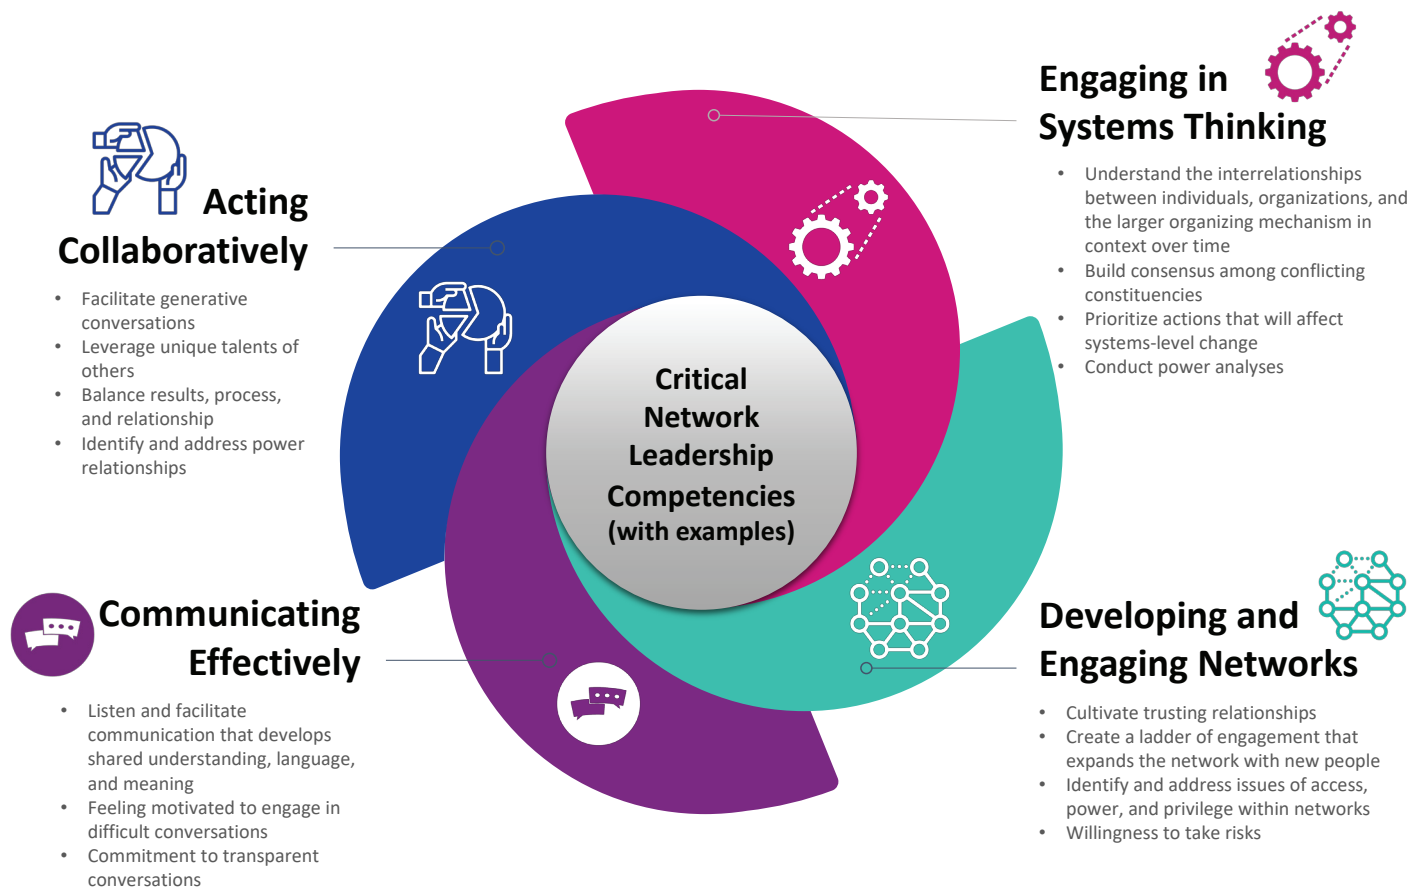 Engaging in
Systems Thinking
• Understand the interrelationships
between individuals, organizations, and
the larger organizing mechanism in
context over time
• Build consensus among conflicting
constituencies
• Prioritize actions that will affect
systems-level change
• Conduct power analyses
Acting
Collaboratively
• Facilitate generative
conversations
• Leverage unique talents of
others
• Balance results, process,
and relationship
• Identify and address power
relationships
Critical
Network
Leadership
Competencies
(with examples)
Communicating
Effectively
• Listen and facilitate
communication that develops
shared understanding, language,
and meaning
• Feeling motivated to engage in
difficult conversations
• Commitment to transparent
conversations
Developing and
Engaging Networks
• Cultivate trusting relationships
• Create a ladder of engagement that
expands the network with new people
• Identify and address issues of access,
power, and privilege within networks
• Willingness to take risks